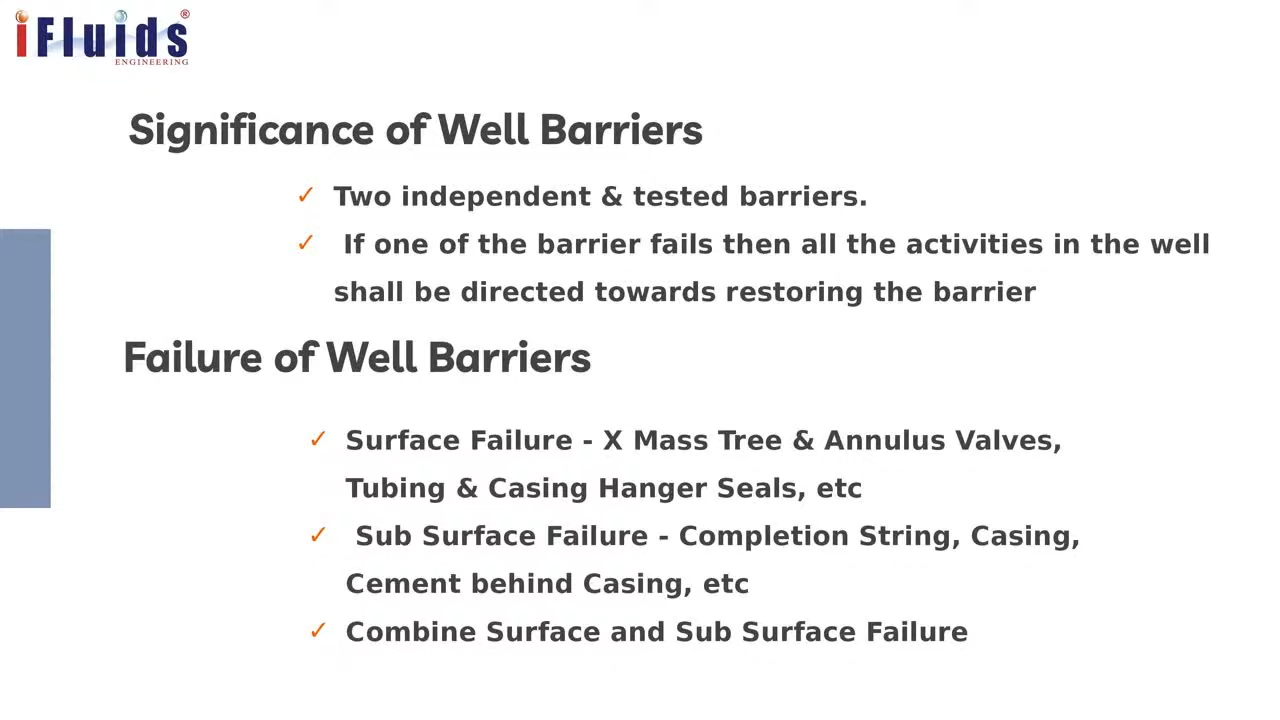 iFluids®
ENGINEERING
Significance of Well Barriers
✓ Two independent & tested barriers.
✓ If one of the barrier fails then all the activities in the well
shall be directed towards restoring the barrier
Failure of Well Barriers
✓ Surface Failure - X Mass Tree & Annulus Valves,
Tubing & Casing Hanger Seals, etc
✓ Sub Surface Failure - Completion String, Casing,
Cement behind Casing, etc
✓ Combine Surface and Sub Surface Failure